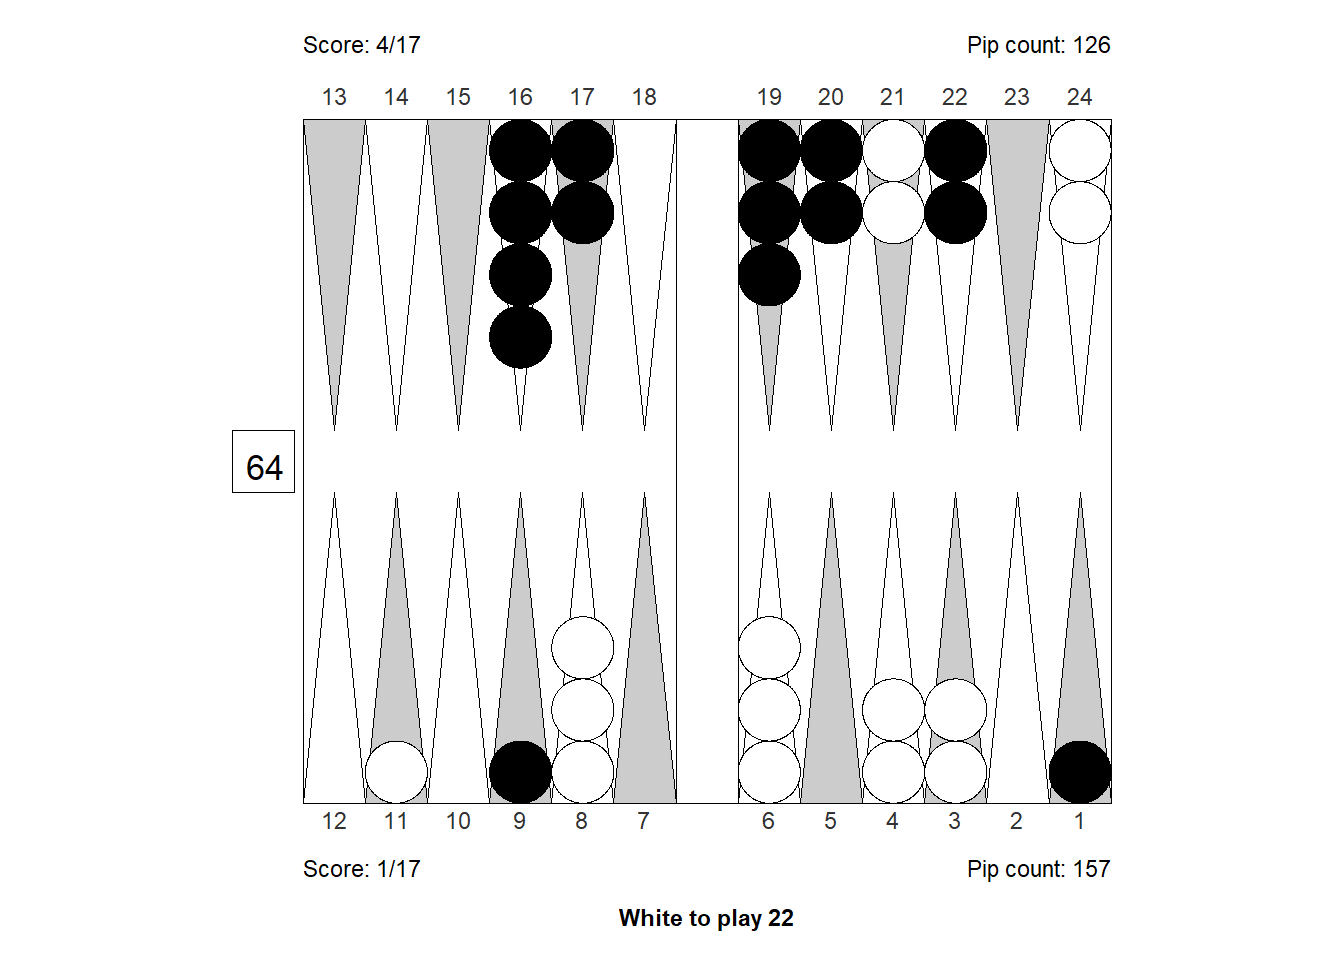 Score: 4/17 Pip count: 126
13 14 15 16 17 18 19 20 21 22 23 24
64
12 11 10 9 8 7 6 5 4 3 2 1
Score: 1/17 Pip count: 157
White to play 22